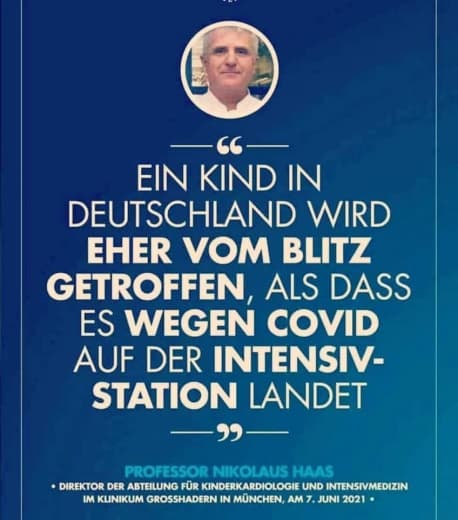 “
EIN KIND IN
DEUTSCHLAND WIRD
EHER VOM BLITZ
GETROFFEN, ALS DASS
ES WEGEN COVID
AUF DER INTENSIV-
STATION LANDET
”
PROFESSOR NIKOLAUS HAAS
• DIREKTOR DER ABTEILUNG FÜR KINDERKARDIOLOGIE UND INTENSIVMEDIZIN
IM KLINIKUM GROSSHADERN IN MÜNCHEN, AM 7. JUNI 2021 •